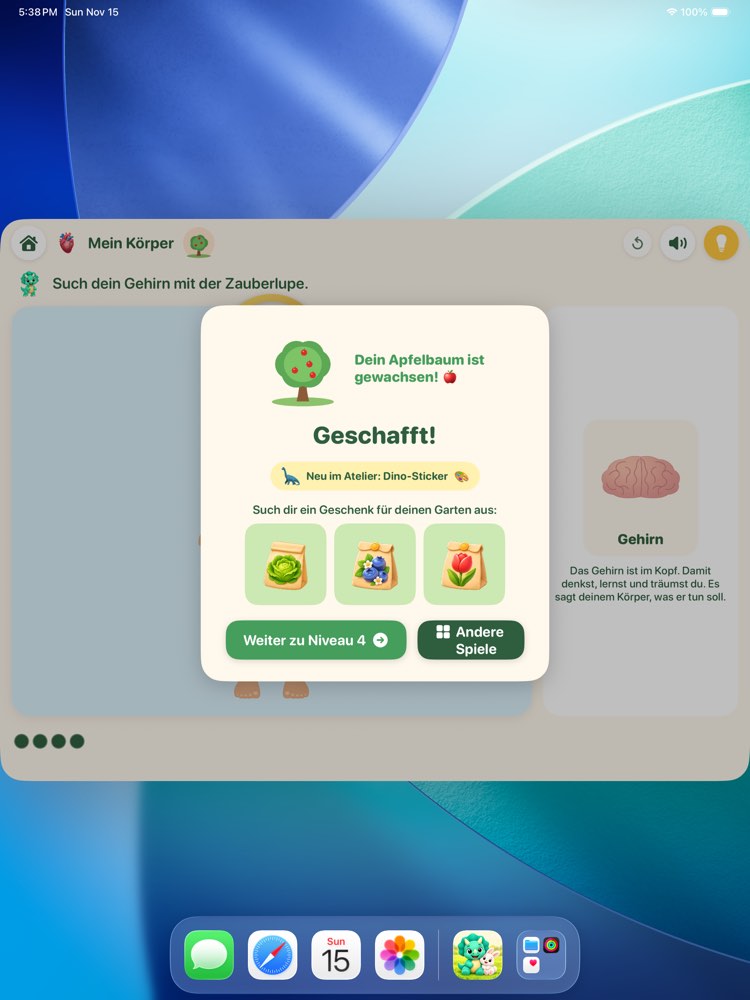 5:38 PM Sun Nov 15
100%
Mein Körper
Such dein Gehirn mit der Zauberlupe.
Dein Apfelbaum ist
gewachsen!
Geschafft!
Neu im Atelier: Dino-Sticker
Such dir ein Geschenk für deinen Garten aus:
Weiter zu Niveau 4
Andere
Spiele
Gehirn
Das Gehirn ist im Kopf. Damit
denkst, lernst und träumst du. Es
sagt deinem Körper, was er tun soll.
Sun
15